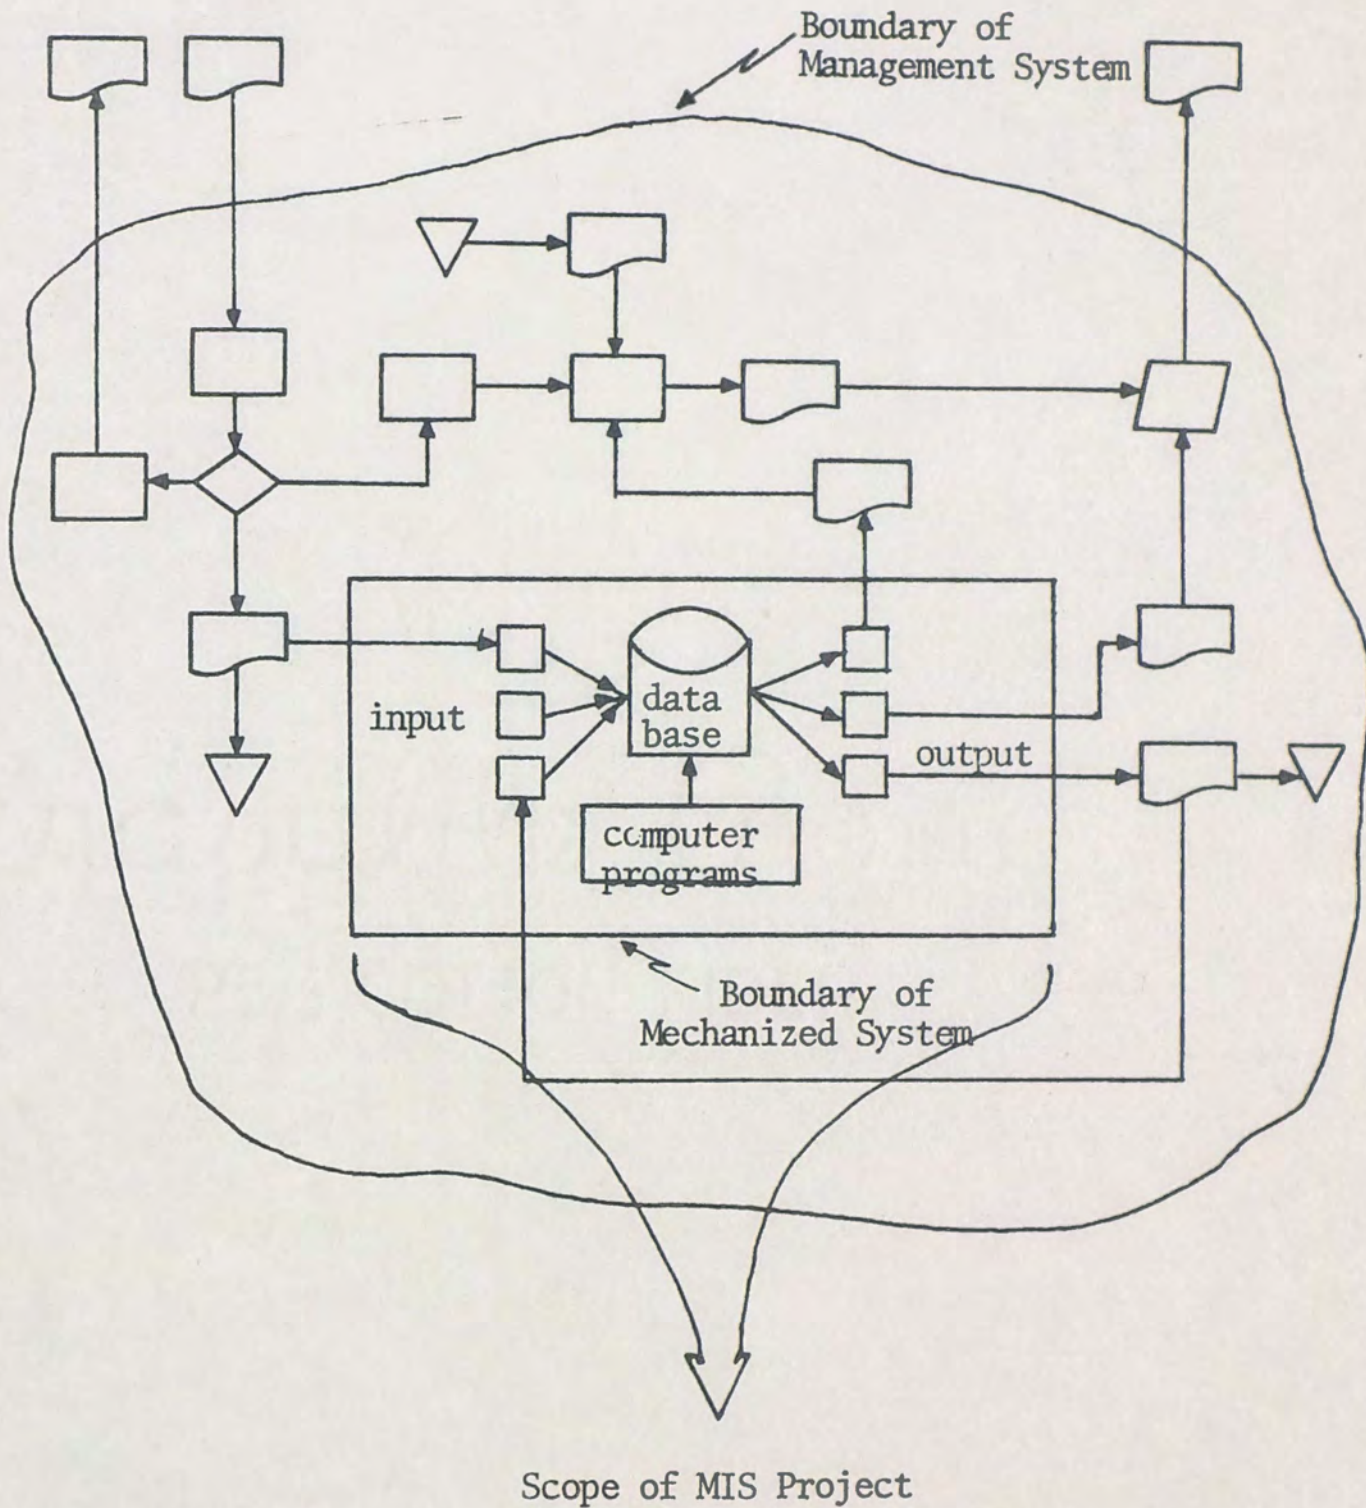 Boundary of
Management System
input
data
base
output
computer
programs
Boundary of
Mechanized System
Scope of MIS Project